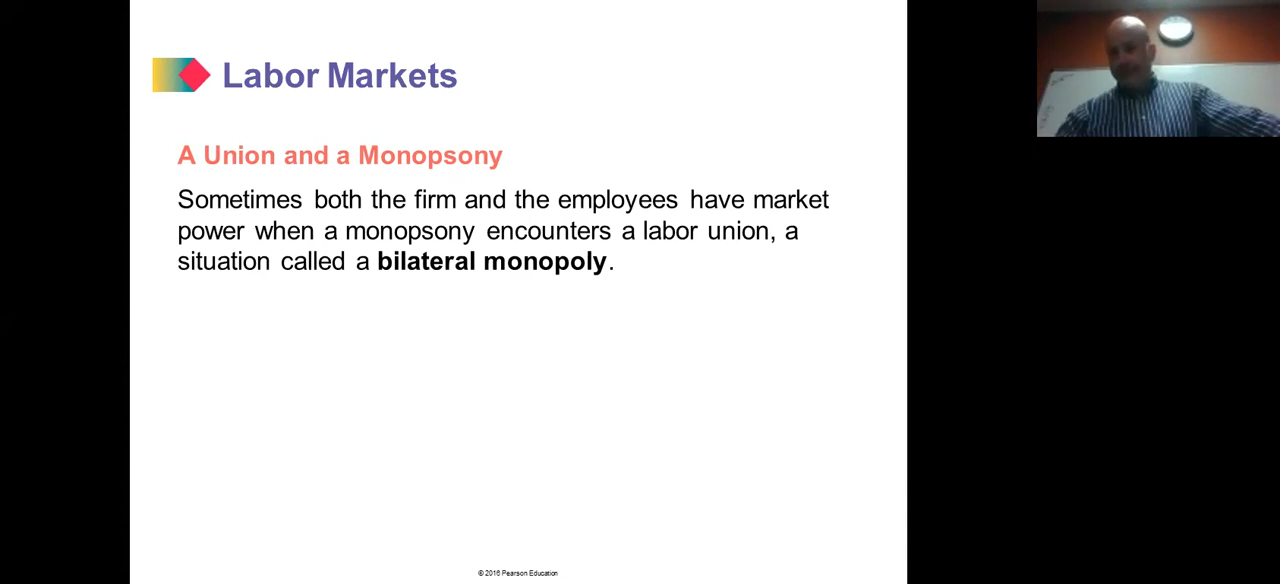 Labor Markets
A Union and a Monopsony
Sometimes both the firm and the employees have market
power when a monopsony encounters a labor union, a
situation called a bilateral monopoly.
© 2016 Pearson Education